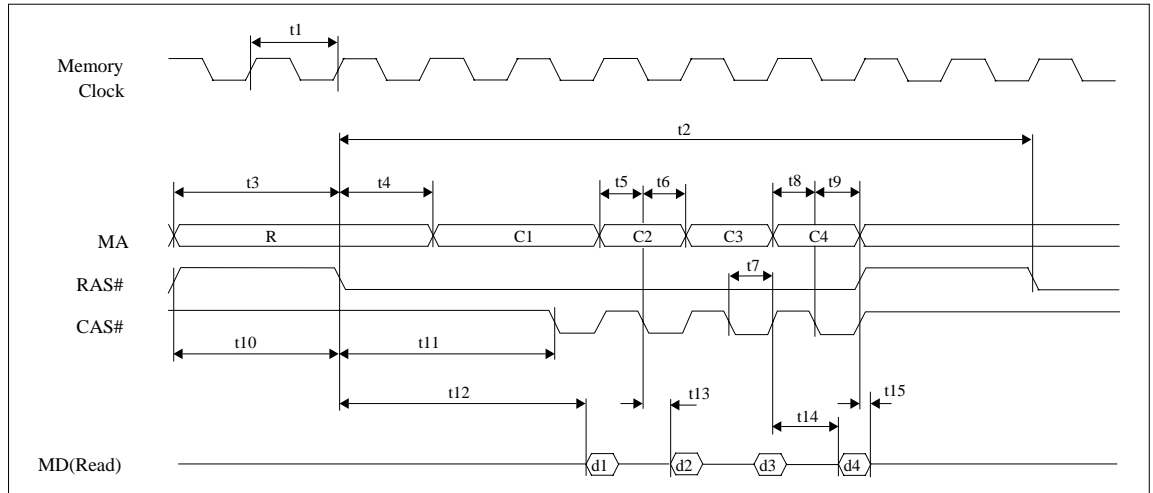 t1
Memory
Clock
t2
t3 t4 t5 t6 t8 t9
MA R C1 C2 C3 C4
t7
RAS#
CAS#
t10 t11
t12 t13 t15
t14
MD(Read) d1 d2 d3 d4